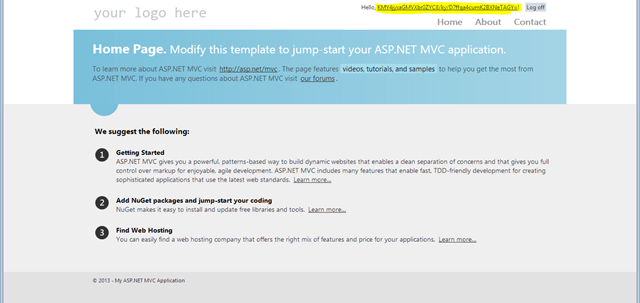 your logo here
Hello, Log off
Home About Contact
Home Page. Modify this template to jump-start your ASP.NET MVC application.
To learn more about ASP.NET MVC visit http://asp.net/mvc. The page features videos, tutorials, and samples to help you get the most from
ASP.NET MVC. If you have any questions about ASP.NET MVC visit our forums.
We suggest the following:
1 Getting Started
ASP.NET MVC gives you a powerful, patterns-based way to build dynamic websites that enables a clean separation of concerns and that gives you full
control over markup for enjoyable, agile development. ASP.NET MVC includes many features that enable fast, TDD-friendly development for creating
sophisticated applications that use the latest web standards. Learn more...
2 Add NuGet packages and jump-start your coding
NuGet makes it easy to install and update free libraries and tools. Learn more...
3 Find Web Hosting
You can easily find a web hosting company that offers the right mix of features and price for your applications. Learn more...
© 2013 - My ASP.NET MVC Application